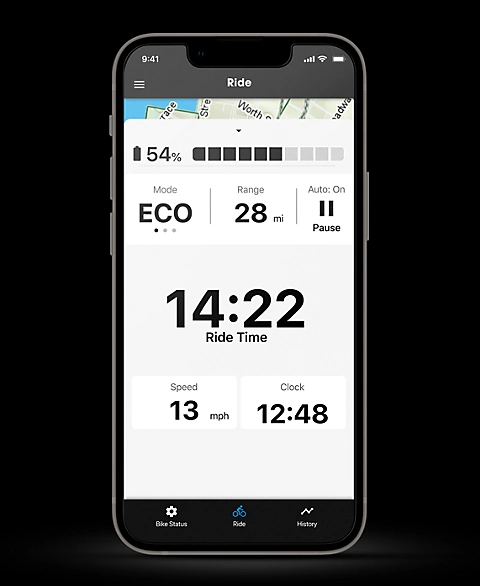 9:41
Ride
Worth
54%
Mode
Range
Auto: On
ECO
28 mi
Pause
14:22
Ride Time
Speed
Clock
13 mph
12:48
Bike Status
Ride
History